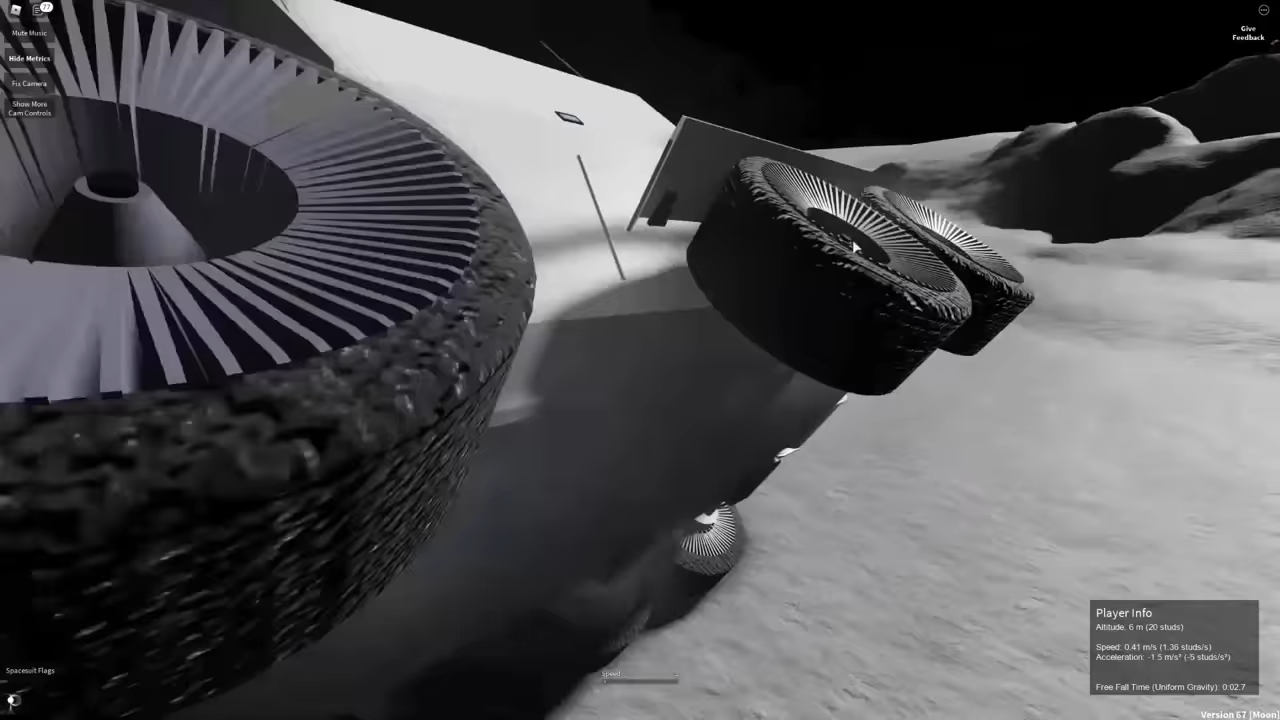 77
Mute Music
Give
Feedback
Hide Metrics
Fix Camera
Show More
Cam Controls
Player Info
Altitude: 6 m (20 studs)
Speed: 0.41 m/s (1.36 studs/s)
Acceleration: -1.5 m/s² (-5 studs/s²)
Free Fall Time (Uniform Gravity): 0:02.7
Spacesuit Flags
Speed
Version 67 [Moon]